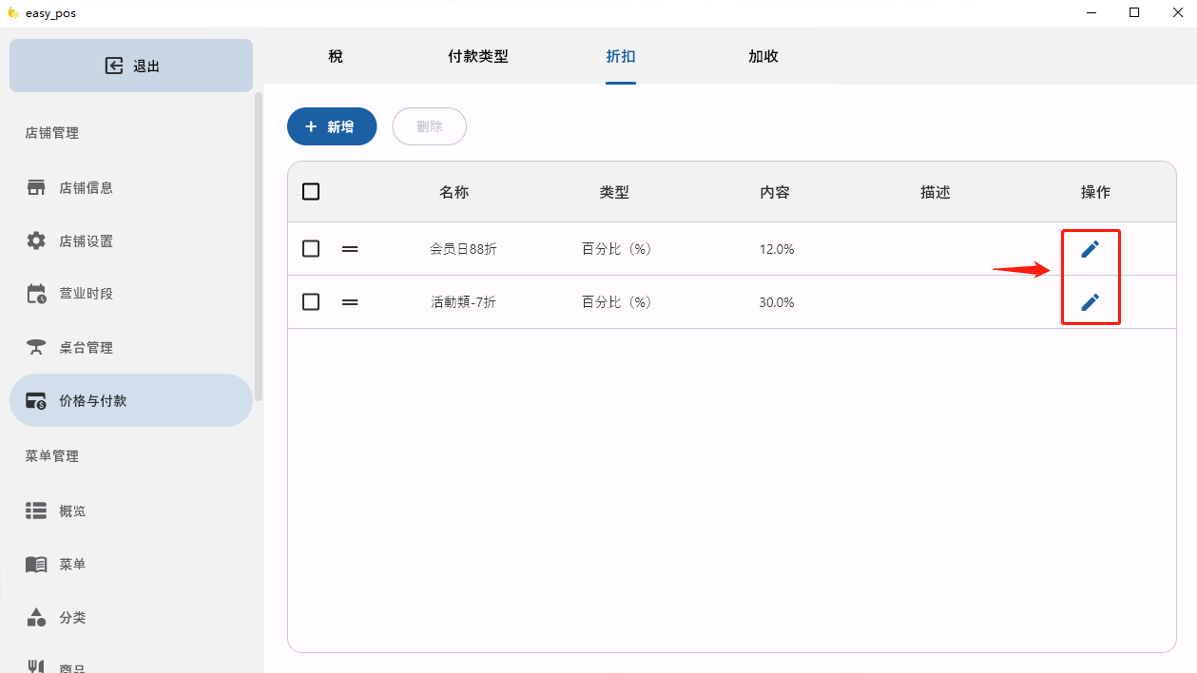 easy_pos
退出
税
付款类型
折扣
加收
店铺管理
+ 新增
删除
店铺信息
名称
类型
内容
描述
操作
店铺设置
会员日88折
百分比（%）
12.0%
营业时段
活動類-7折
百分比（%）
30.0%
桌台管理
价格与付款
菜单管理
概览
菜单
分类
商品